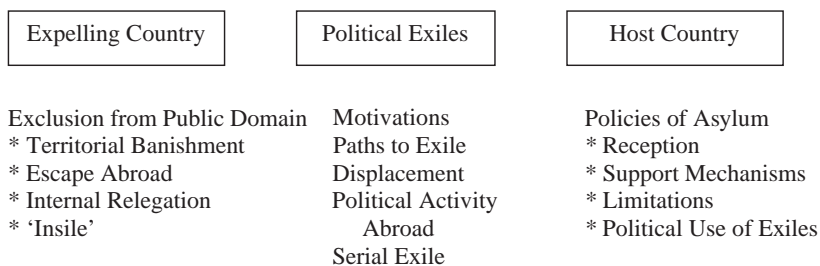 Expelling Country
Political Exiles
Host Country
Exclusion from Public Domain
* Territorial Banishment
* Escape Abroad
* Internal Relegation
* ‘Insile’
Motivations
Paths to Exile
Displacement
Political Activity
Abroad
Serial Exile
Policies of Asylum
* Reception
* Support Mechanisms
* Limitations
* Political Use of Exiles